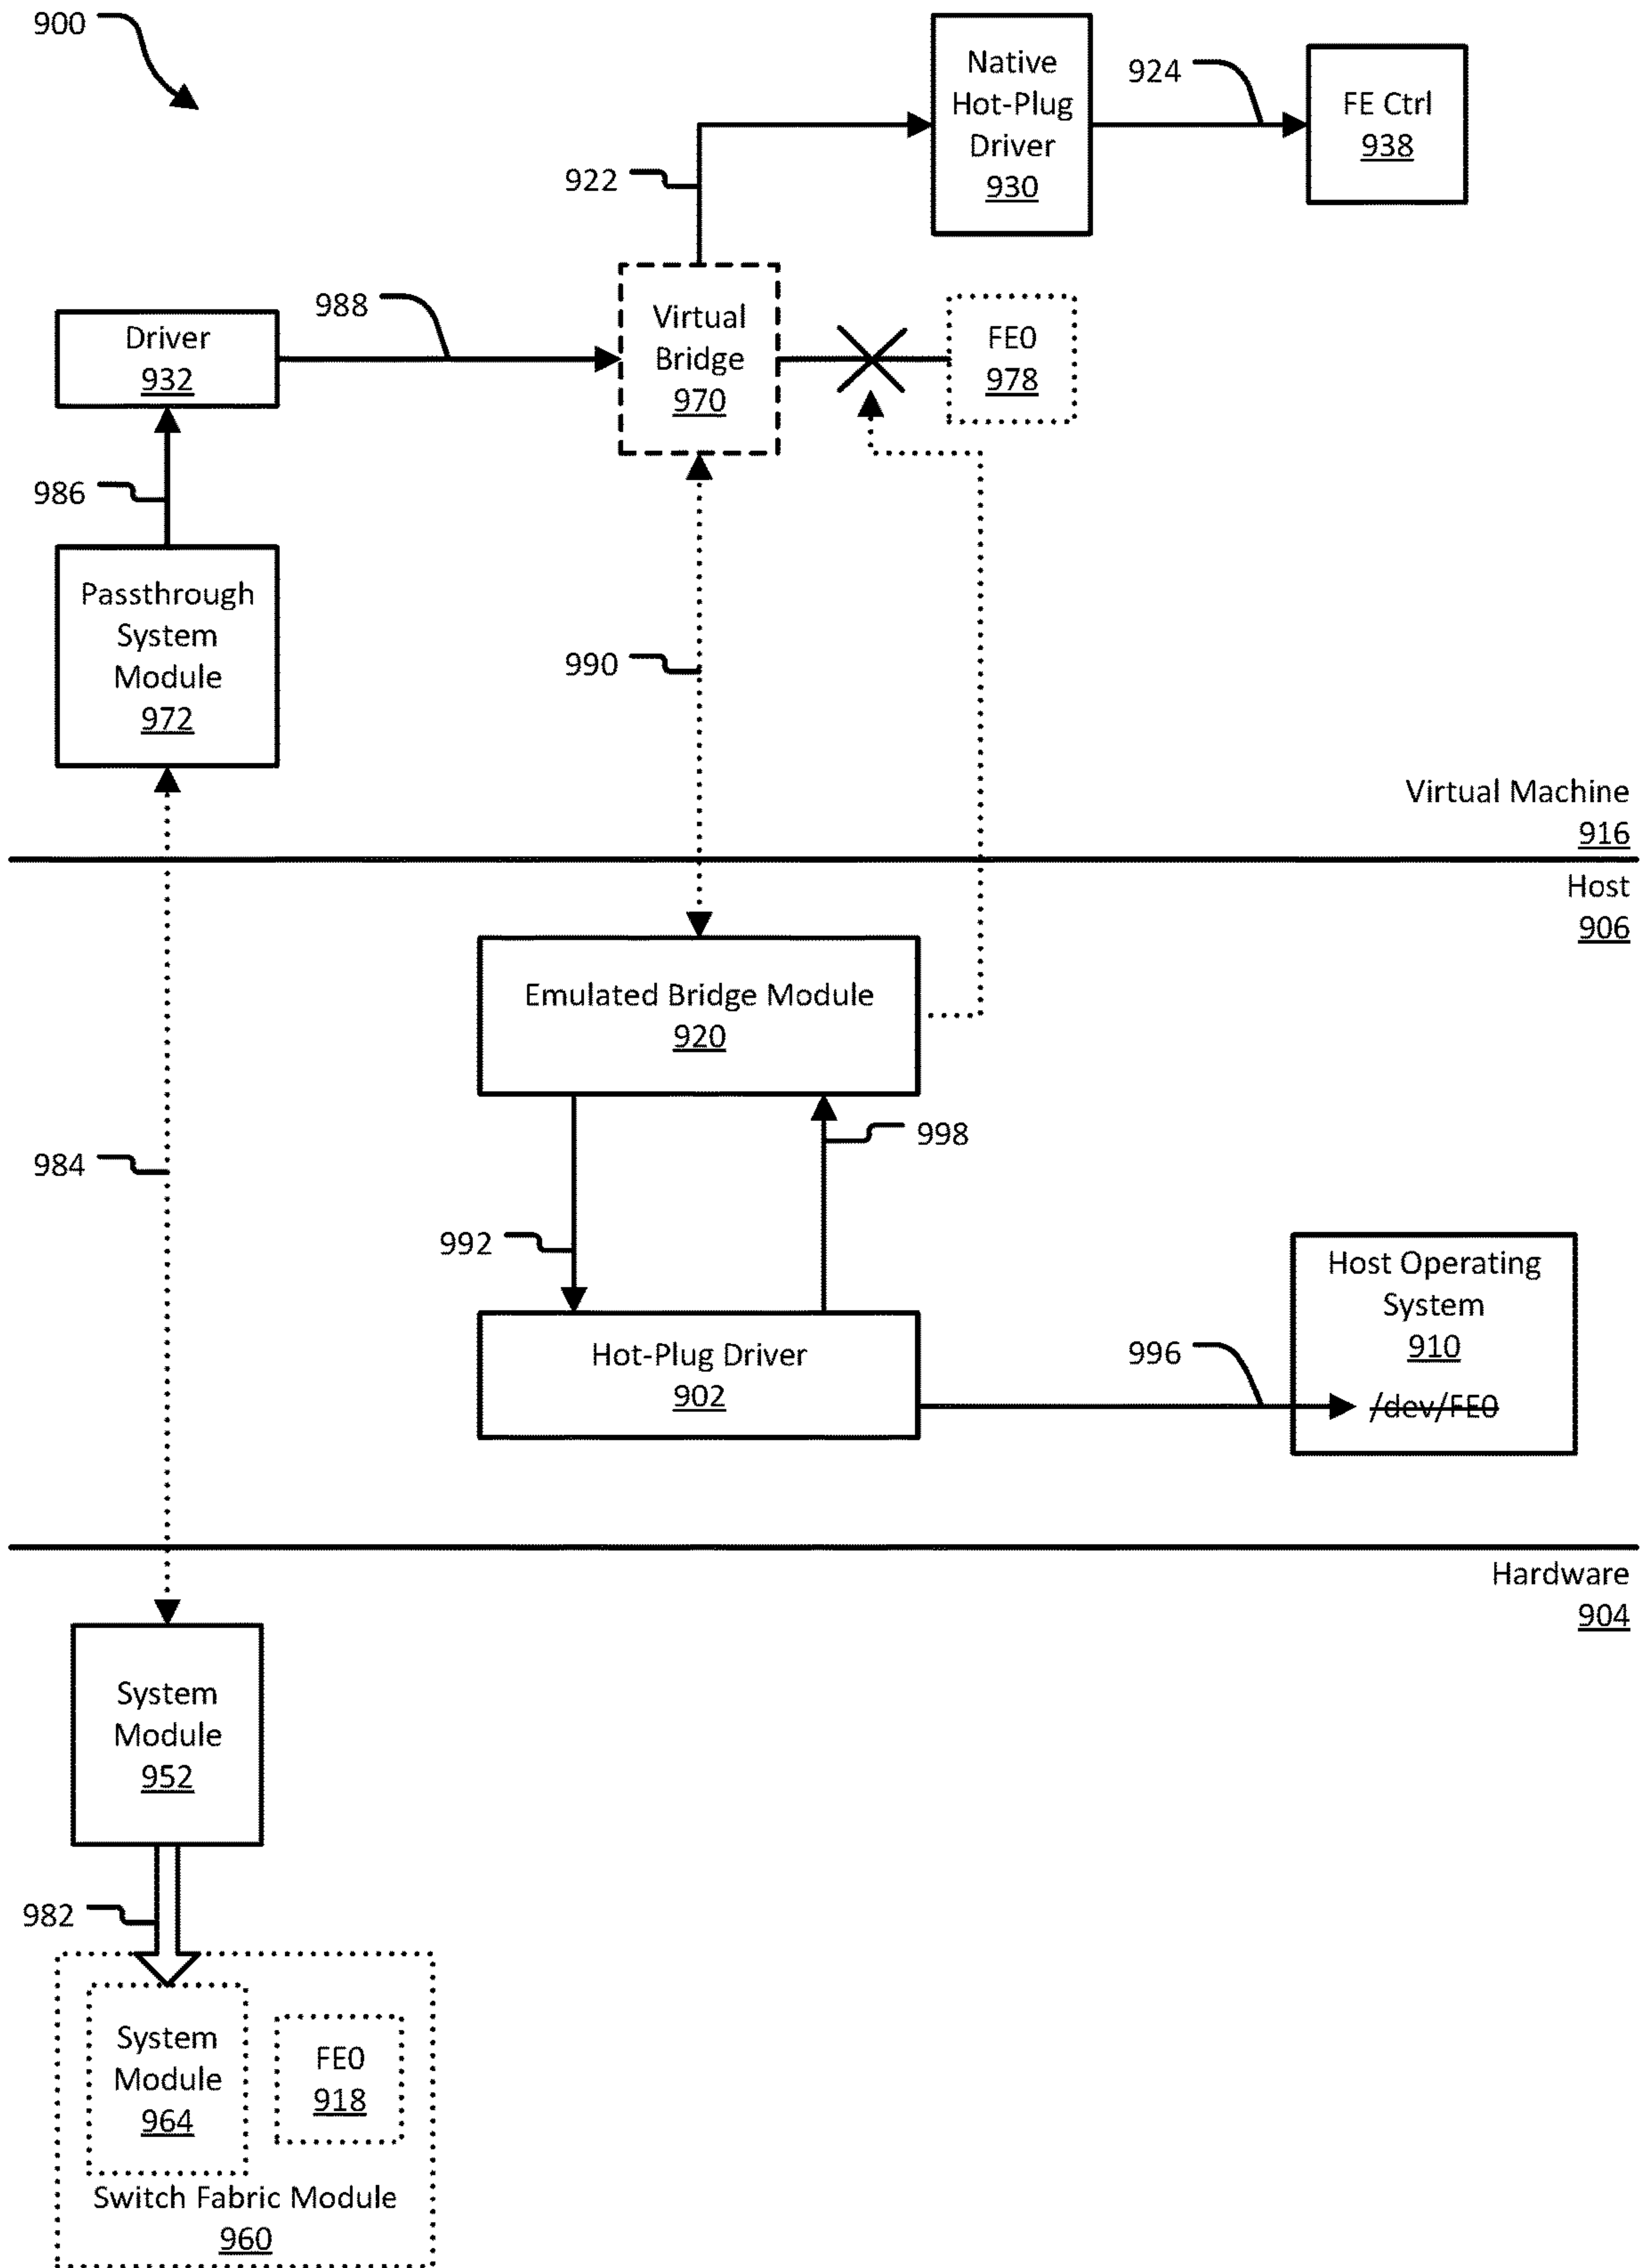 900
Native
Hot-Plug
Driver
930
924
FE Ctrl
938
922
988
Driver
932
Virtual
Bridge
970
FE0
978
986
Passthrough
System
Module
972
990
Virtual Machine
916
Host
906
Emulated Bridge Module
920
984
998
992
Hot-Plug Driver
902
996
Host Operating
System
910
/dev/FE0
Hardware
904
System
Module
952
982
System
Module
964
FE0
918
Switch Fabric Module
960